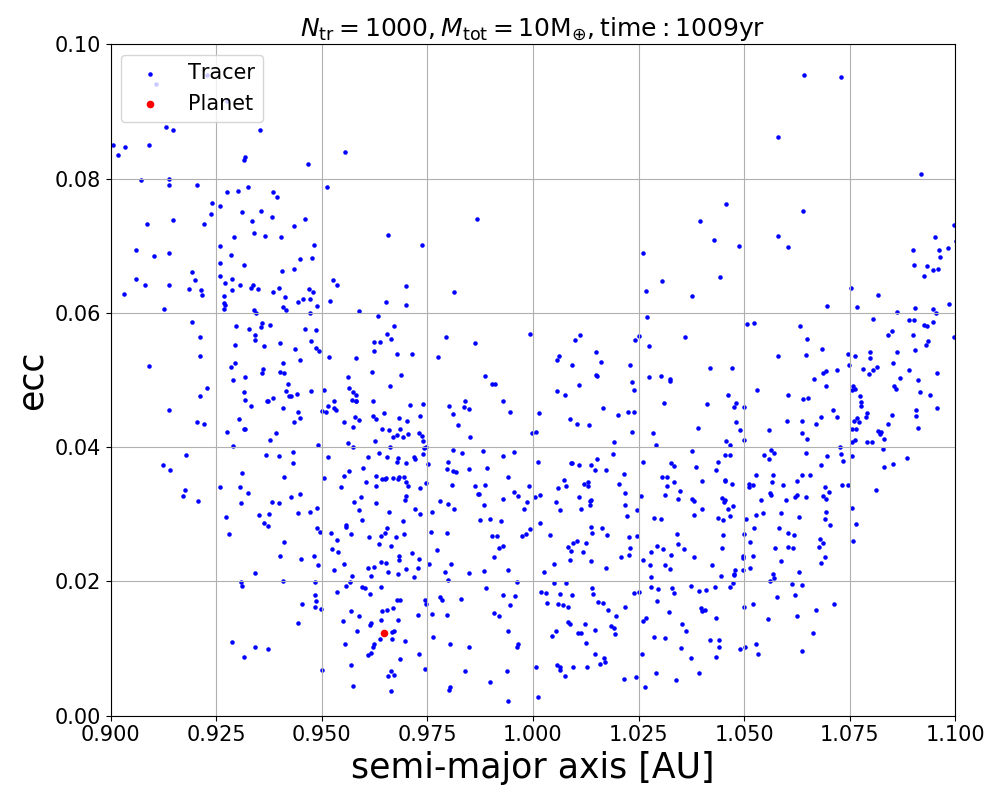 N_tr = 1000, M_tot = 10M_⊕, time : 1009yr
Tracer
Planet
0.10
0.08
0.06
0.04
0.02
0.00
ecc
0.900 0.925 0.950 0.975 1.000 1.025 1.050 1.075 1.100
semi-major axis [AU]